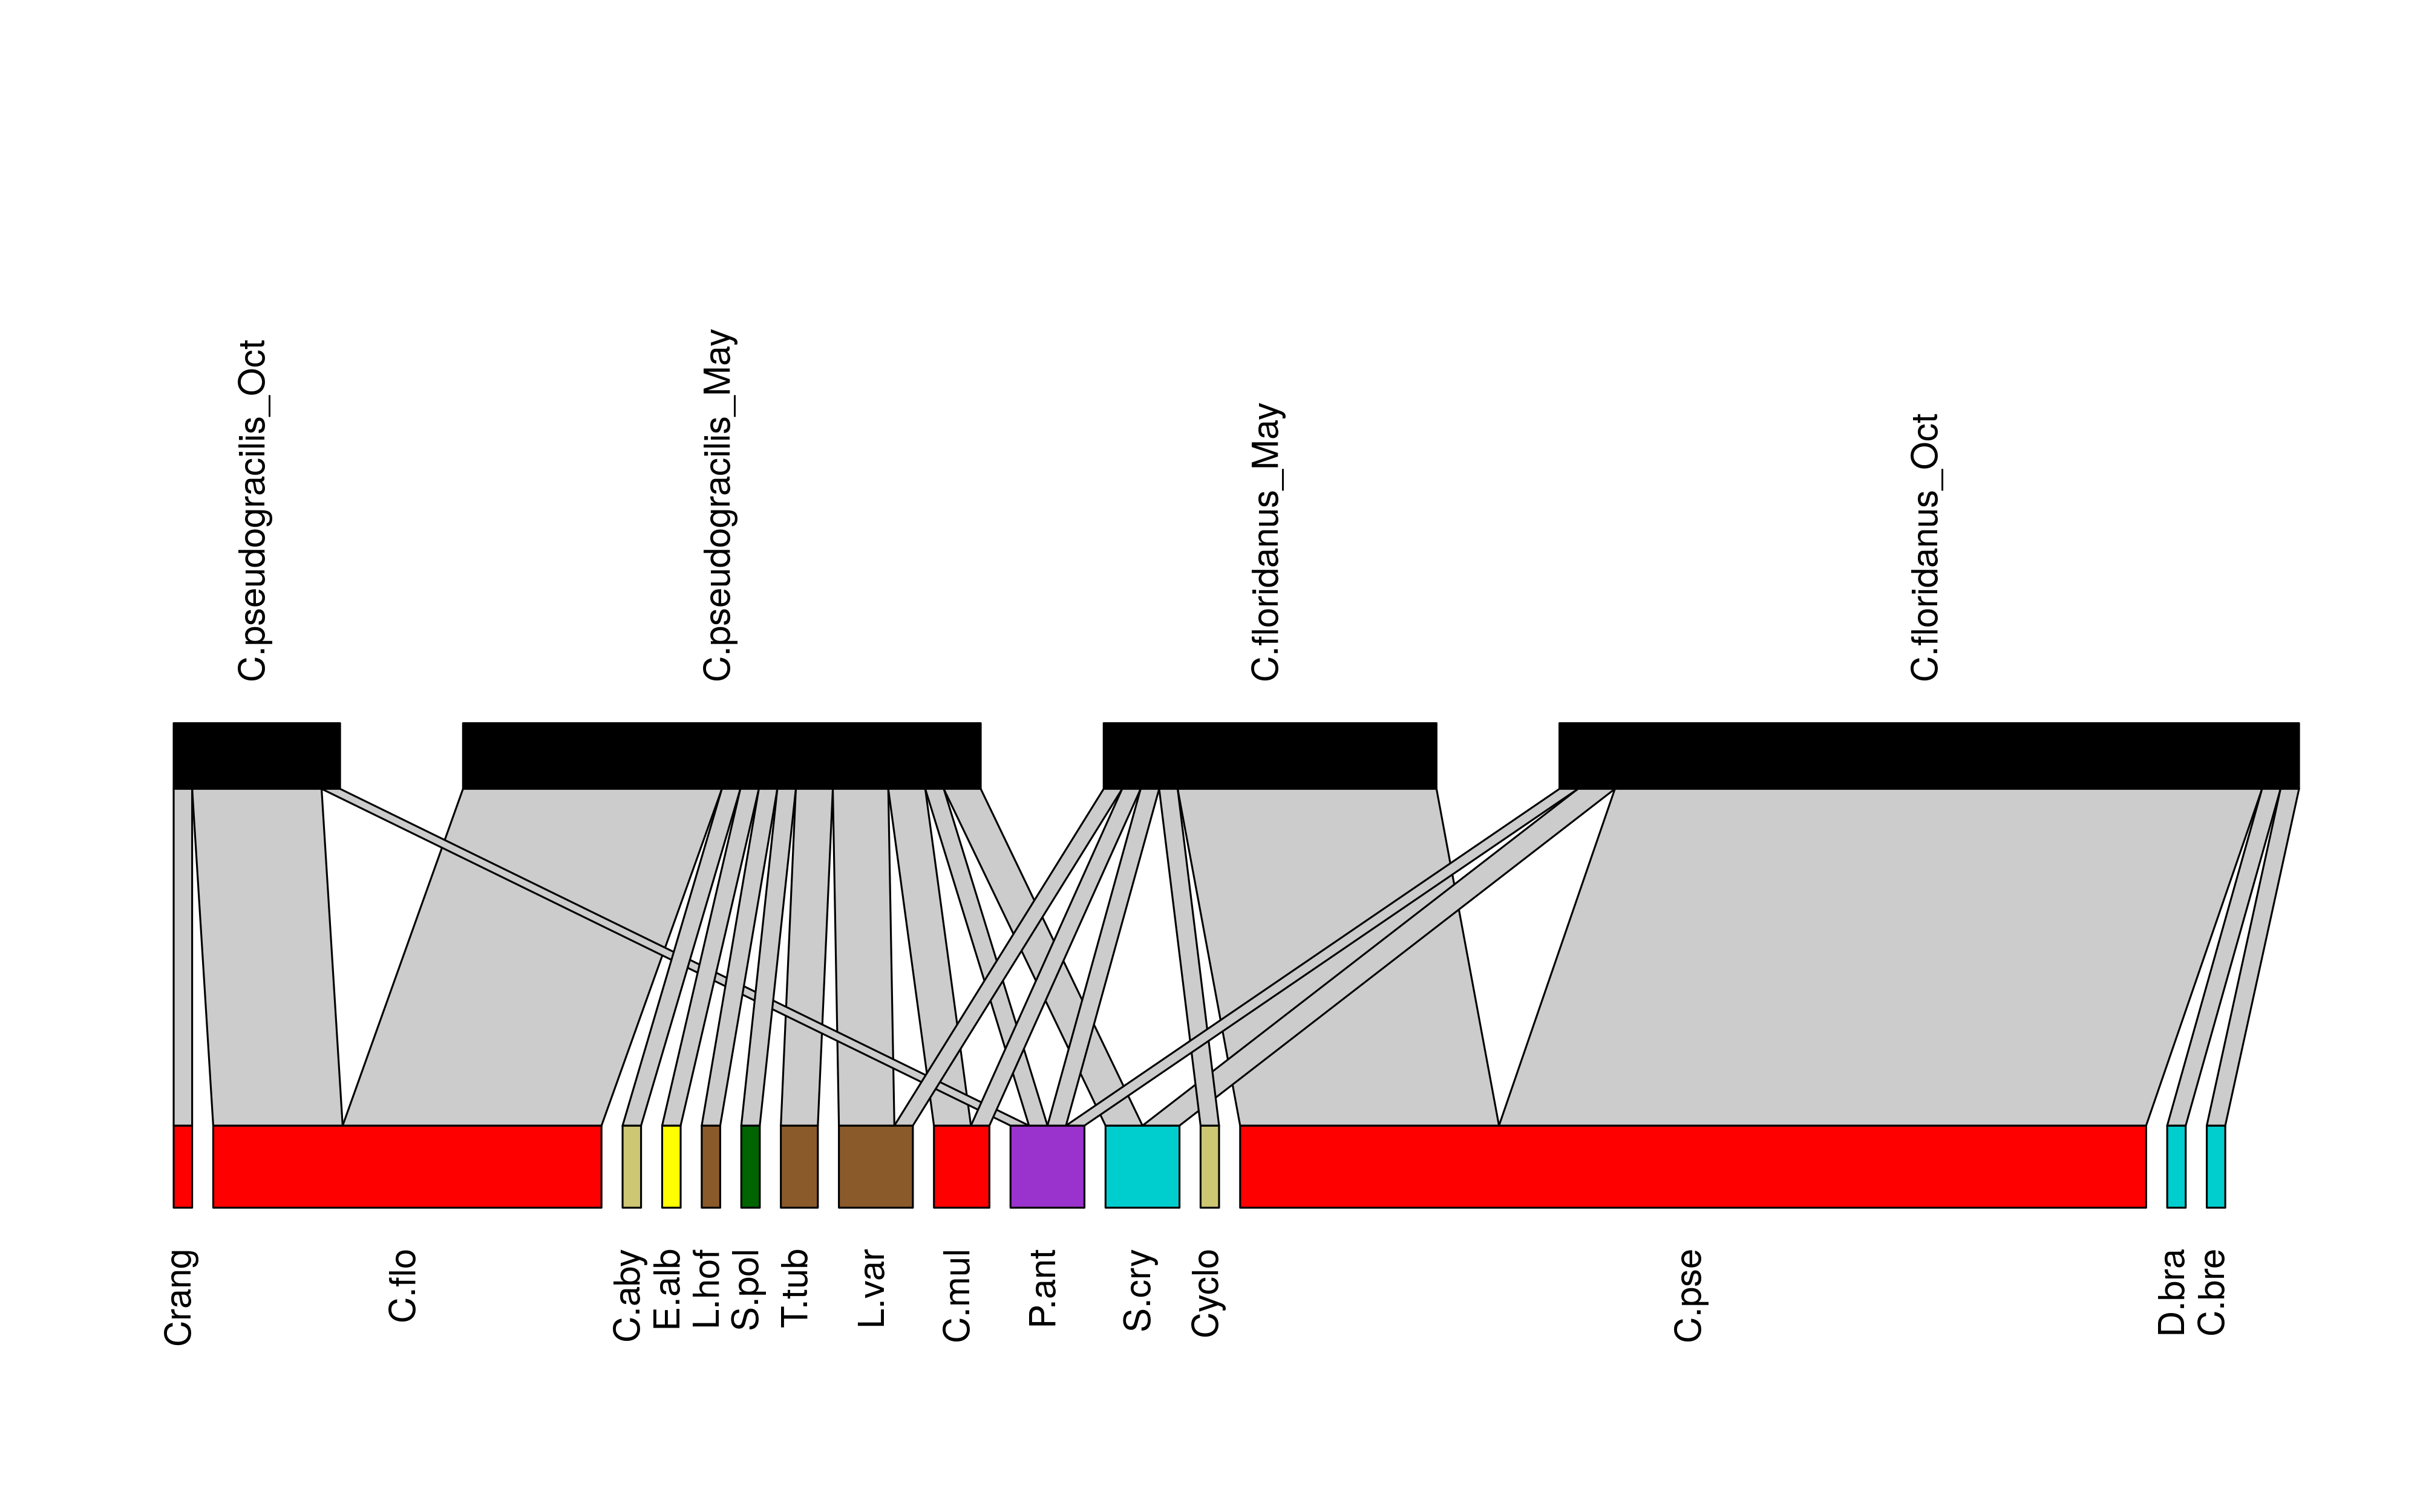 C.pseudogracilis_Oct
C.pseudogracilis_May
C.floridanus_May
C.floridanus_Oct
Crang
C.flo
C.aby
E.alb
L.hof
S.pol
T.tub
L.var
C.mul
P.ant
S.cry
Cyclo
C.pse
D.bra
C.bre